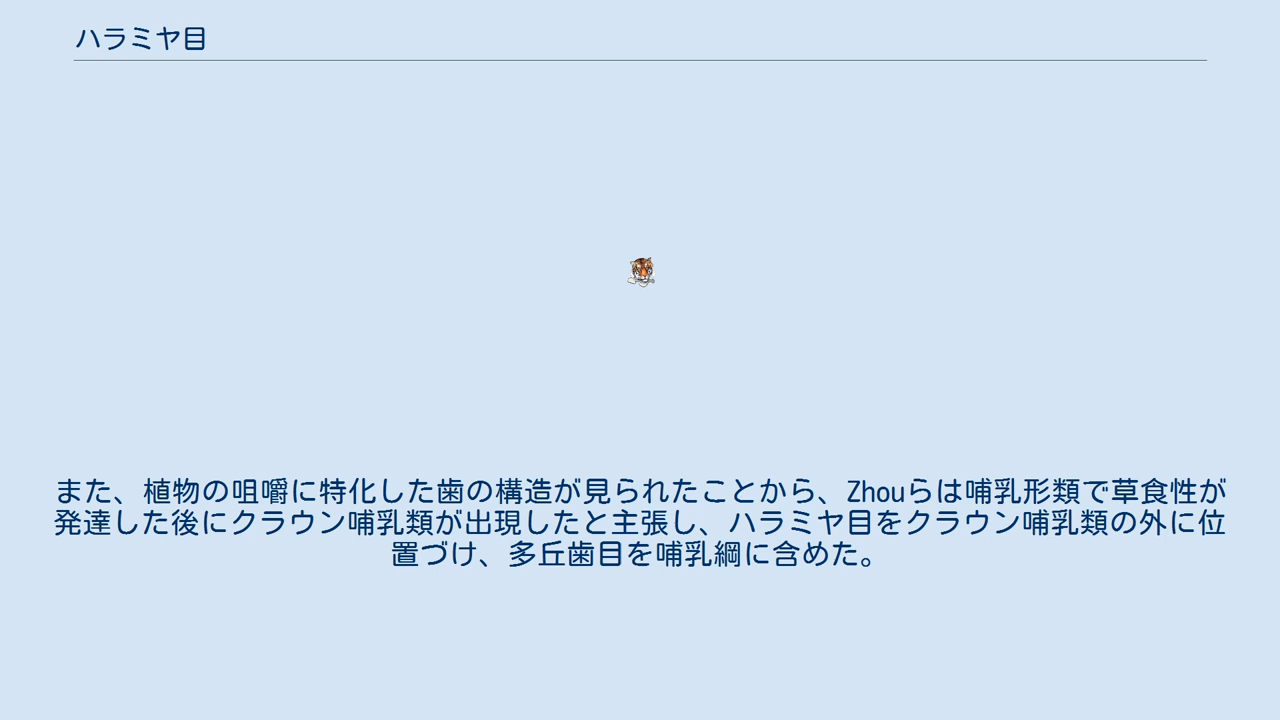 ハラミヤ目
また、植物の咀嚼に特化した歯の構造が見られたことから、Zhouらは哺乳形類で草食性が
発達した後にクラウン哺乳類が出現したと主張し、ハラミヤ目をクラウン哺乳類の外に位
置づけ、多丘歯目を哺乳綱に含めた。